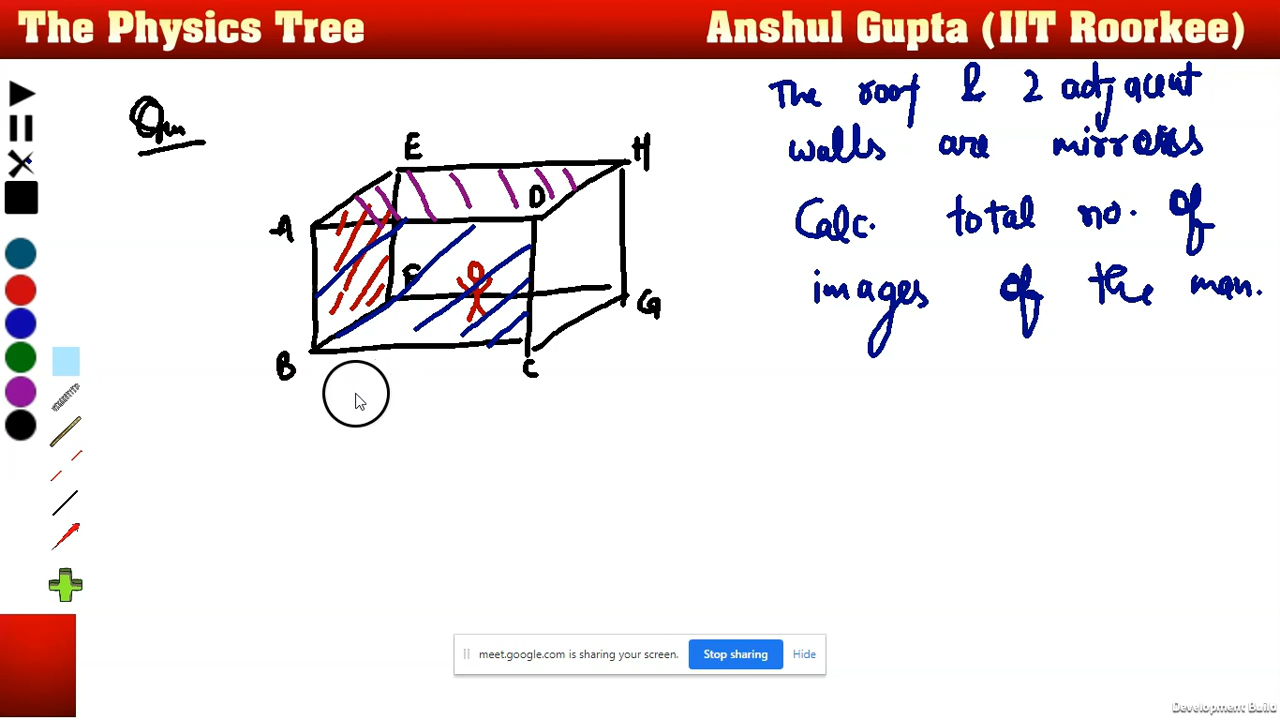 The Physics Tree
Anshul Gupta (IIT Roorkee)
Qun
The roof & 2 adjacent
walls are mirrors
Calc. total no. of
images of the man.
E
H
A
D
F
G
B
C
meet.google.com is sharing your screen.
Stop sharing
Hide
Development Build